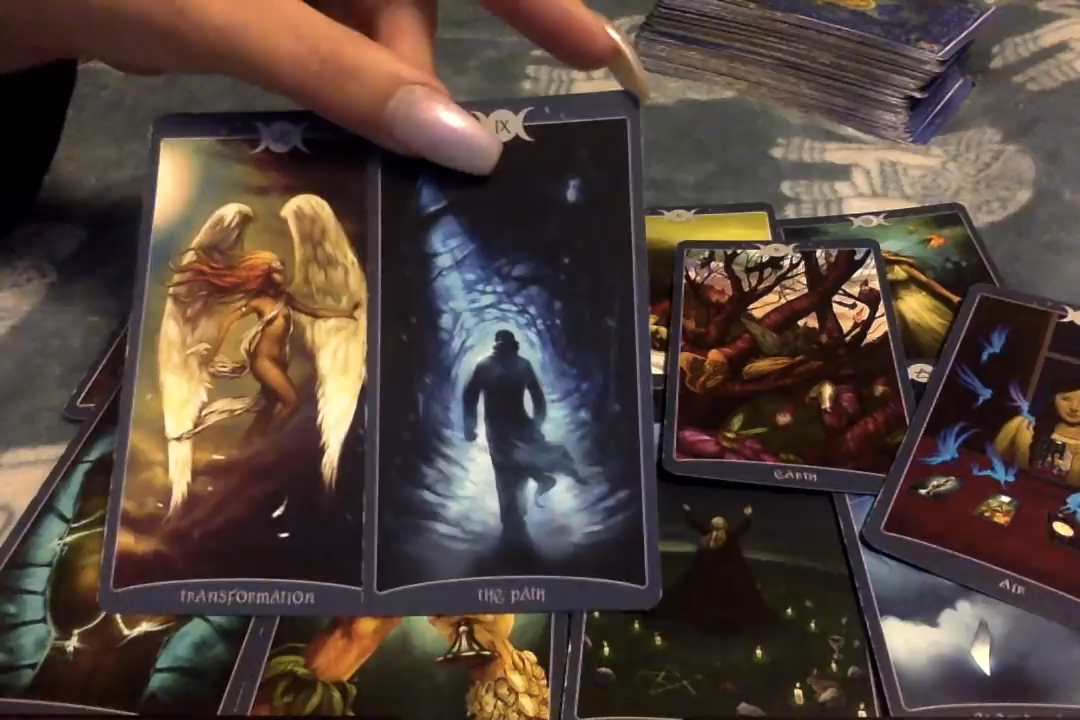 IX
TRANSFORMATION
THE PATH
EARTH
AIR